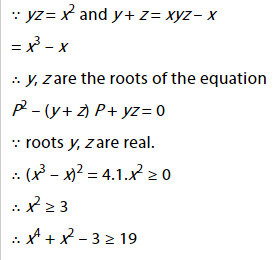 ∵ yz = x² and y + z = xyz – x
= x³ – x
∴ y, z are the roots of the equation
P² – (y + z) P + yz = 0
∵ roots y, z are real.
∴ (x³ – x)² = 4.1.x² ≥ 0
∴ x² ≥ 3
∴ x⁴ + x² – 3 ≥ 19